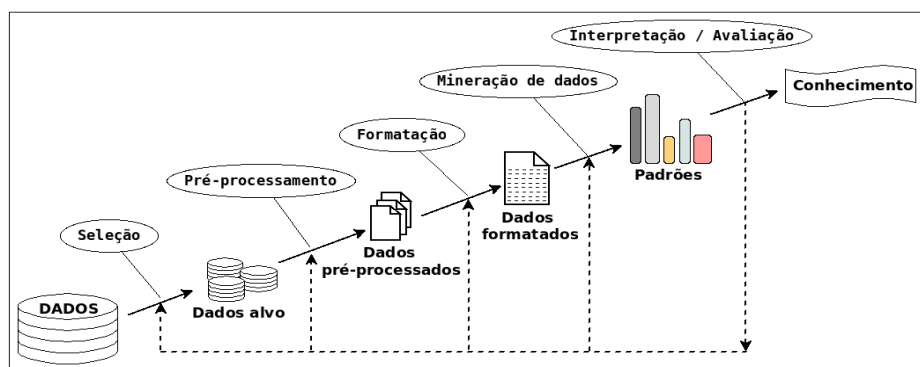 Interpretação / Avaliação
Mineração de dados
Conhecimento
Formatação
Padrões
Pré-processamento
Dados
formatados
Seleção
Dados
pré-processados
DADOS
Dados alvo